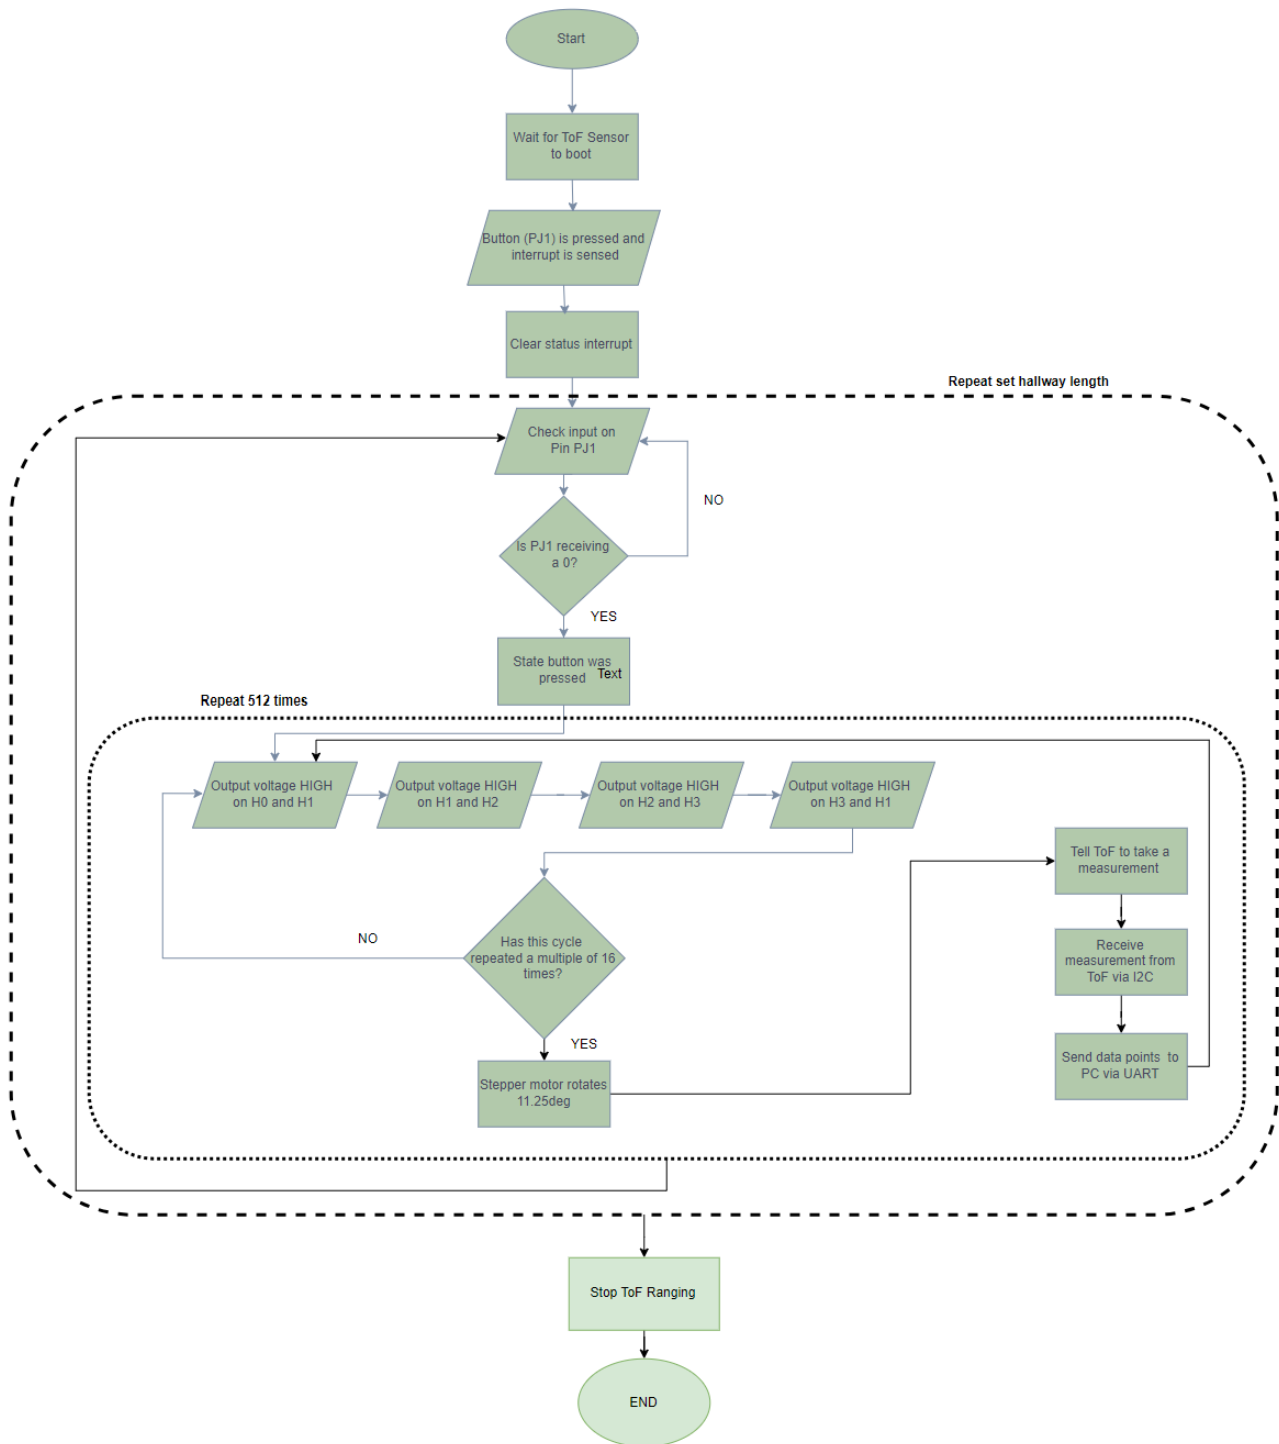 Start
Wait for ToF Sensor
to boot
Button (PJ1) is pressed and
interrupt is sensed
Clear status interrupt
Repeat set hallway length
Check input on
Pin PJ1
NO
Is PJ1 receiving
a 0?
YES
State button was
pressed
Text
Repeat 512 times
Output voltage HIGH
on H0 and H1
Output voltage HIGH
on H1 and H2
Output voltage HIGH
on H2 and H3
Output voltage HIGH
on H3 and H1
Tell ToF to take a
measurement
NO
Has this cycle
repeated a multiple of 16
times?
Receive
measurement from
ToF via I2C
YES
Send data points to
PC via UART
Stepper motor rotates
11.25deg
Stop ToF Ranging
END